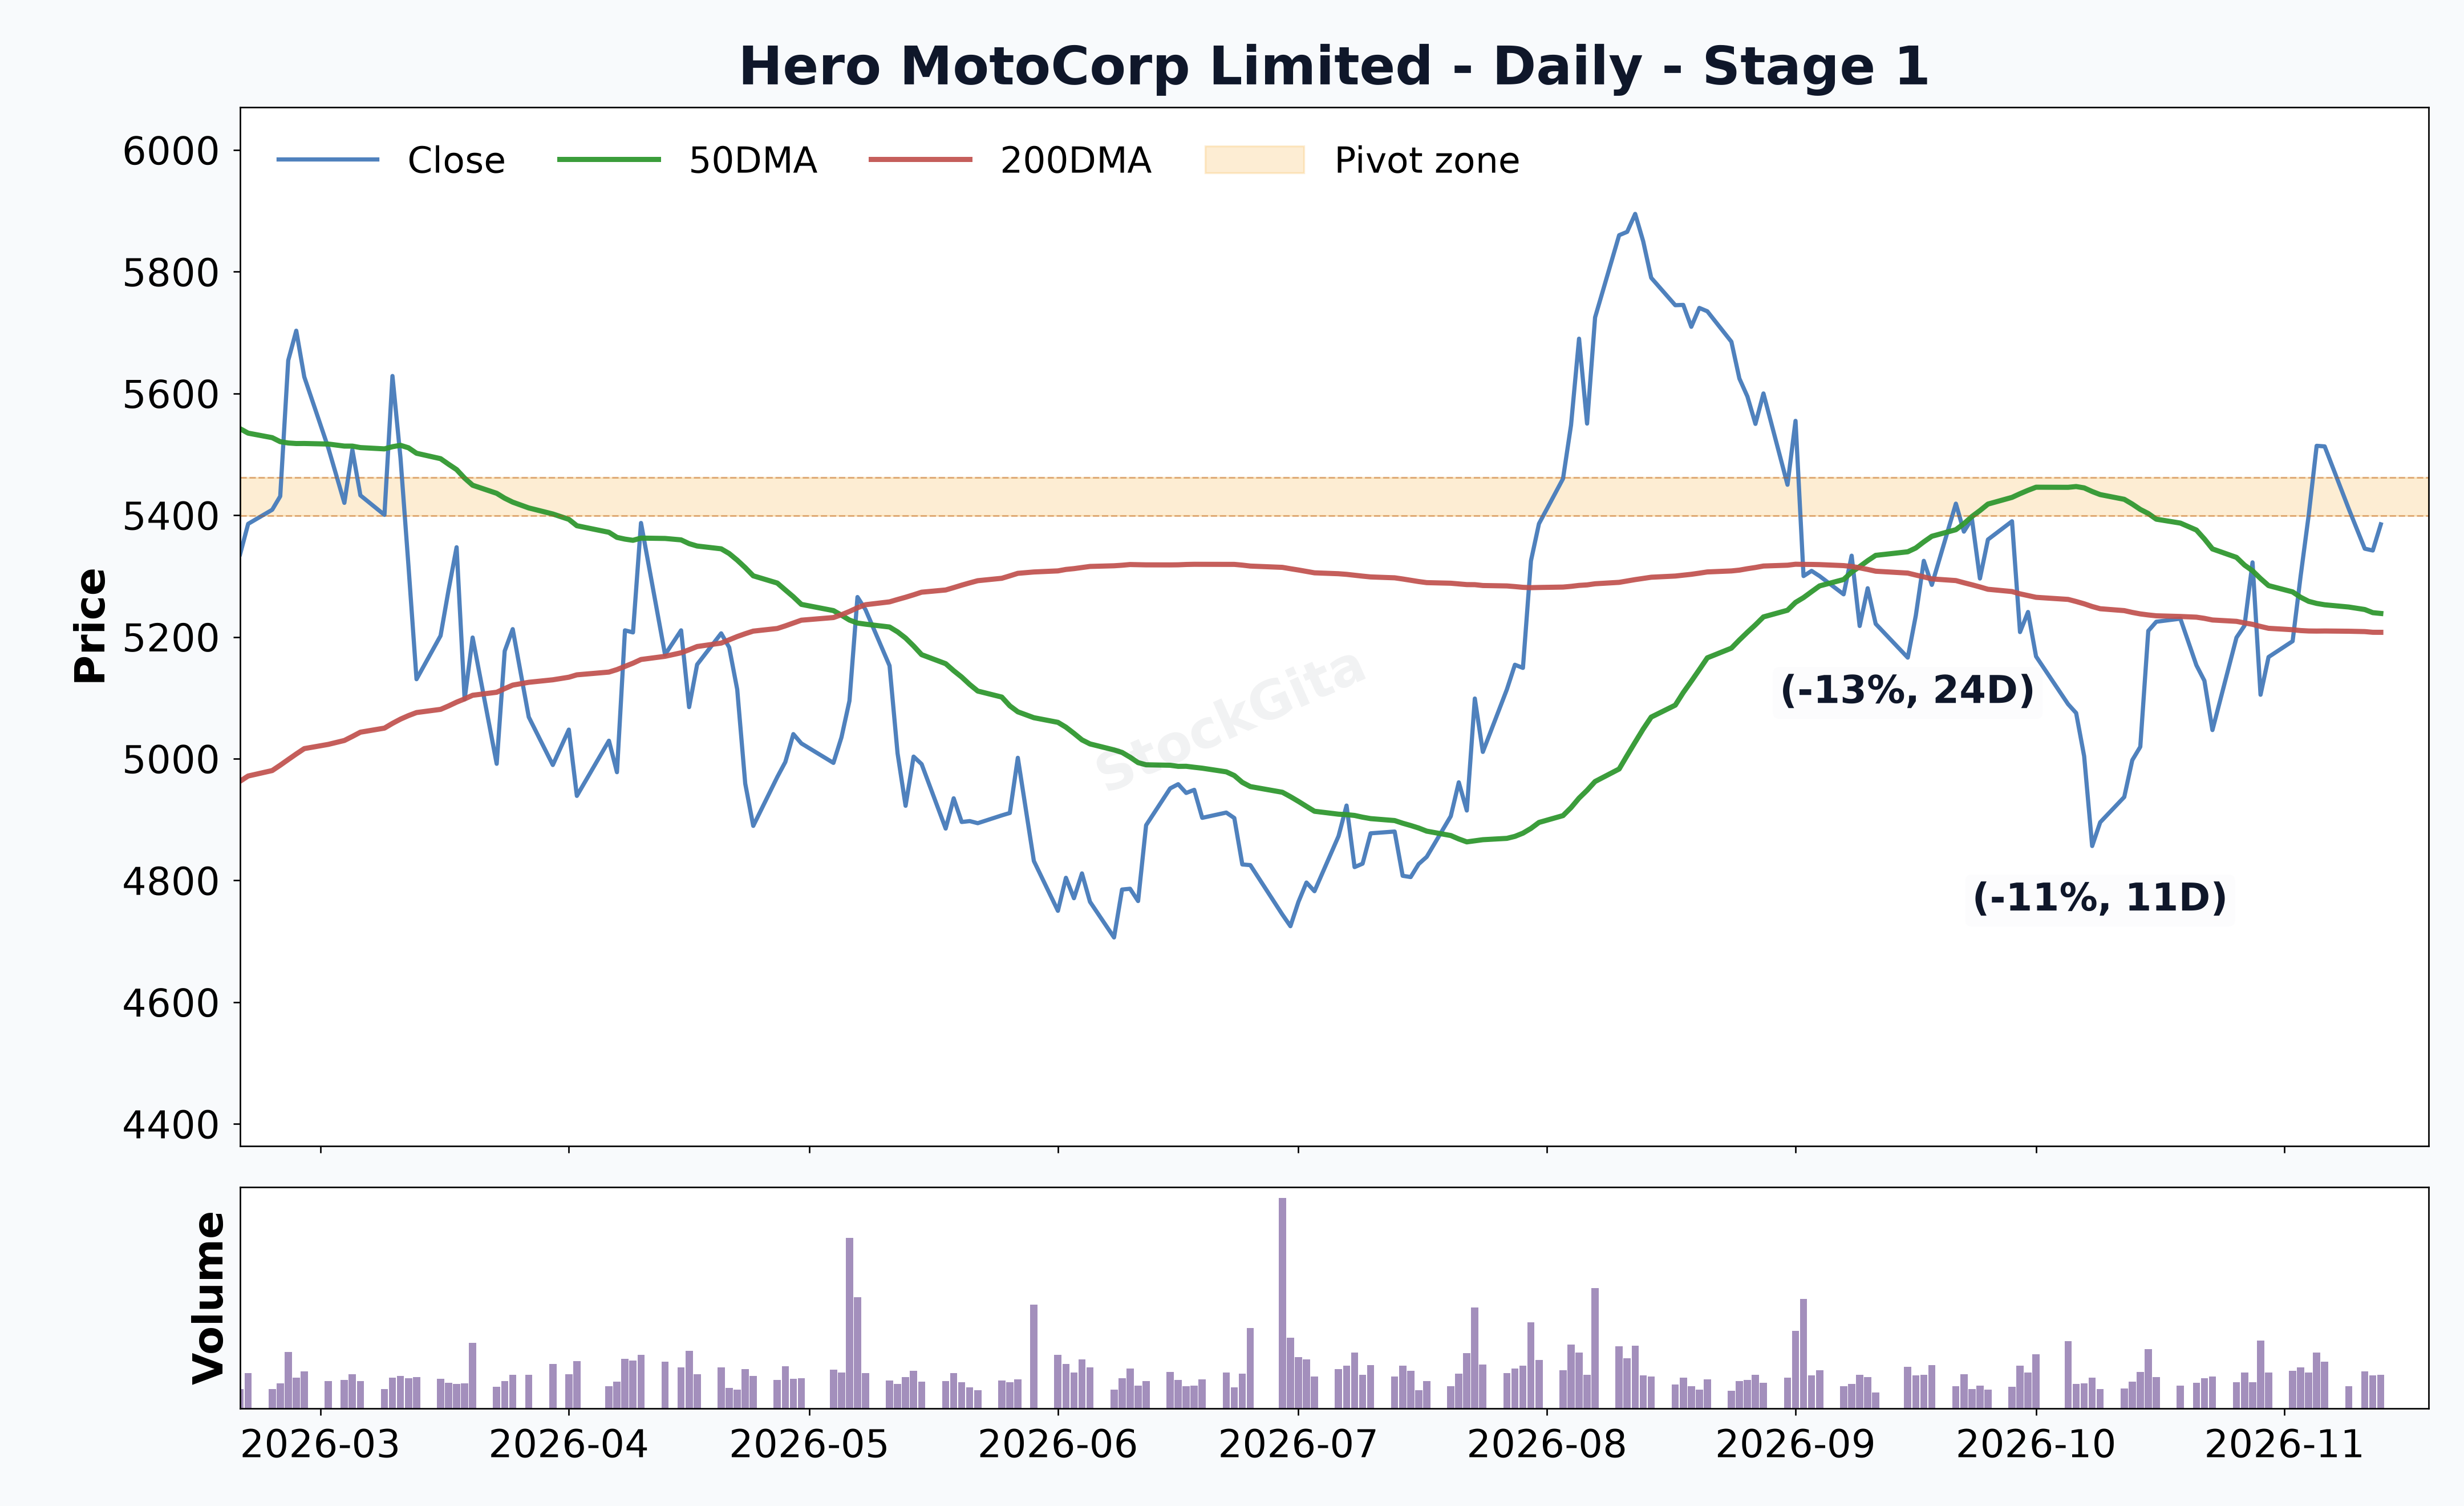 Hero MotoCorp Limited - Daily - Stage 1
Close 50DMA 200DMA Pivot zone
6000
5800
5600
5400
5200
5000
4800
4600
4400
Price
StockGita
(-13%, 24D)
(-11%, 11D)
Volume
2026-03 2026-04 2026-05 2026-06 2026-07 2026-08 2026-09 2026-10 2026-11